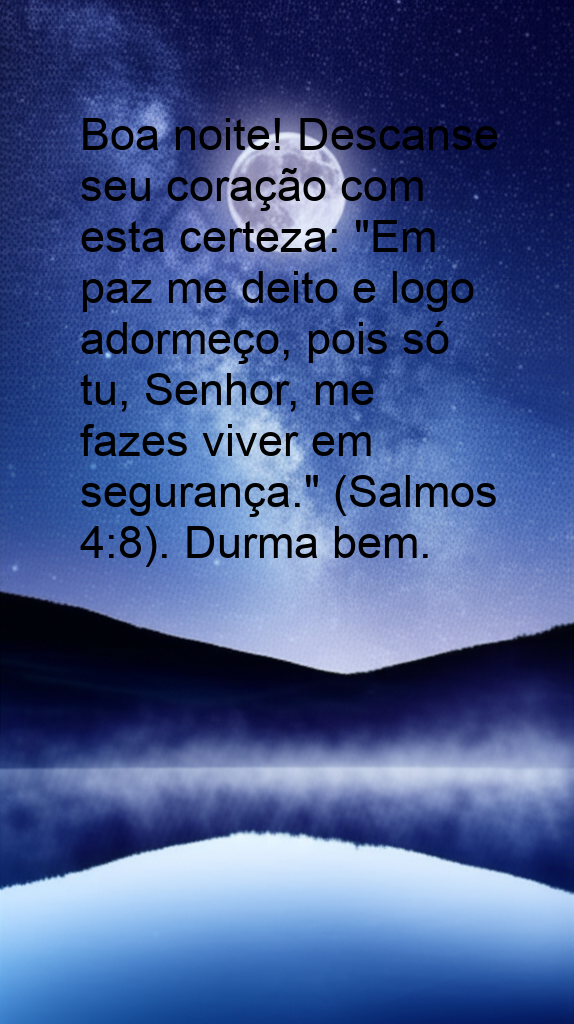 Boa noite! Descanse
seu coração com
esta certeza: "Em
paz me deito e logo
adormeço, pois só
tu, Senhor, me
fazes viver em
segurança." (Salmos
4:8). Durma bem.